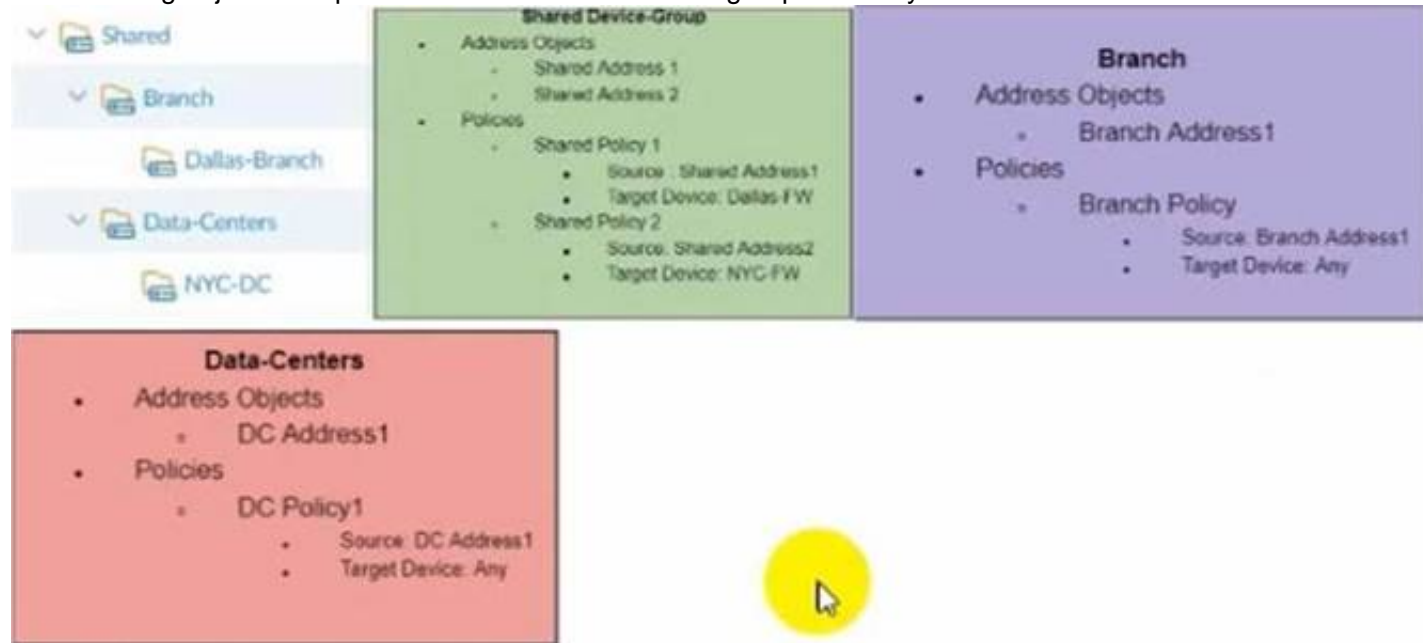 Shared
Branch
Dallas-Branch
Data-Centers
NYC-DC
Shared Device-Group
• Address Objects
Shared Address 1
Shared Address 2
• Policies
Shared Policy 1
• Source : Shared Address1
• Target Device: Dallas-FW
Shared Policy 2
• Source: Shared Address2
• Target Device: NYC-FW
Branch
• Address Objects
Branch Address1
• Policies
Branch Policy
• Source: Branch Address1
• Target Device: Any
Data-Centers
• Address Objects
DC Address1
• Policies
DC Policy1
• Source: DC Address1
• Target Device: Any